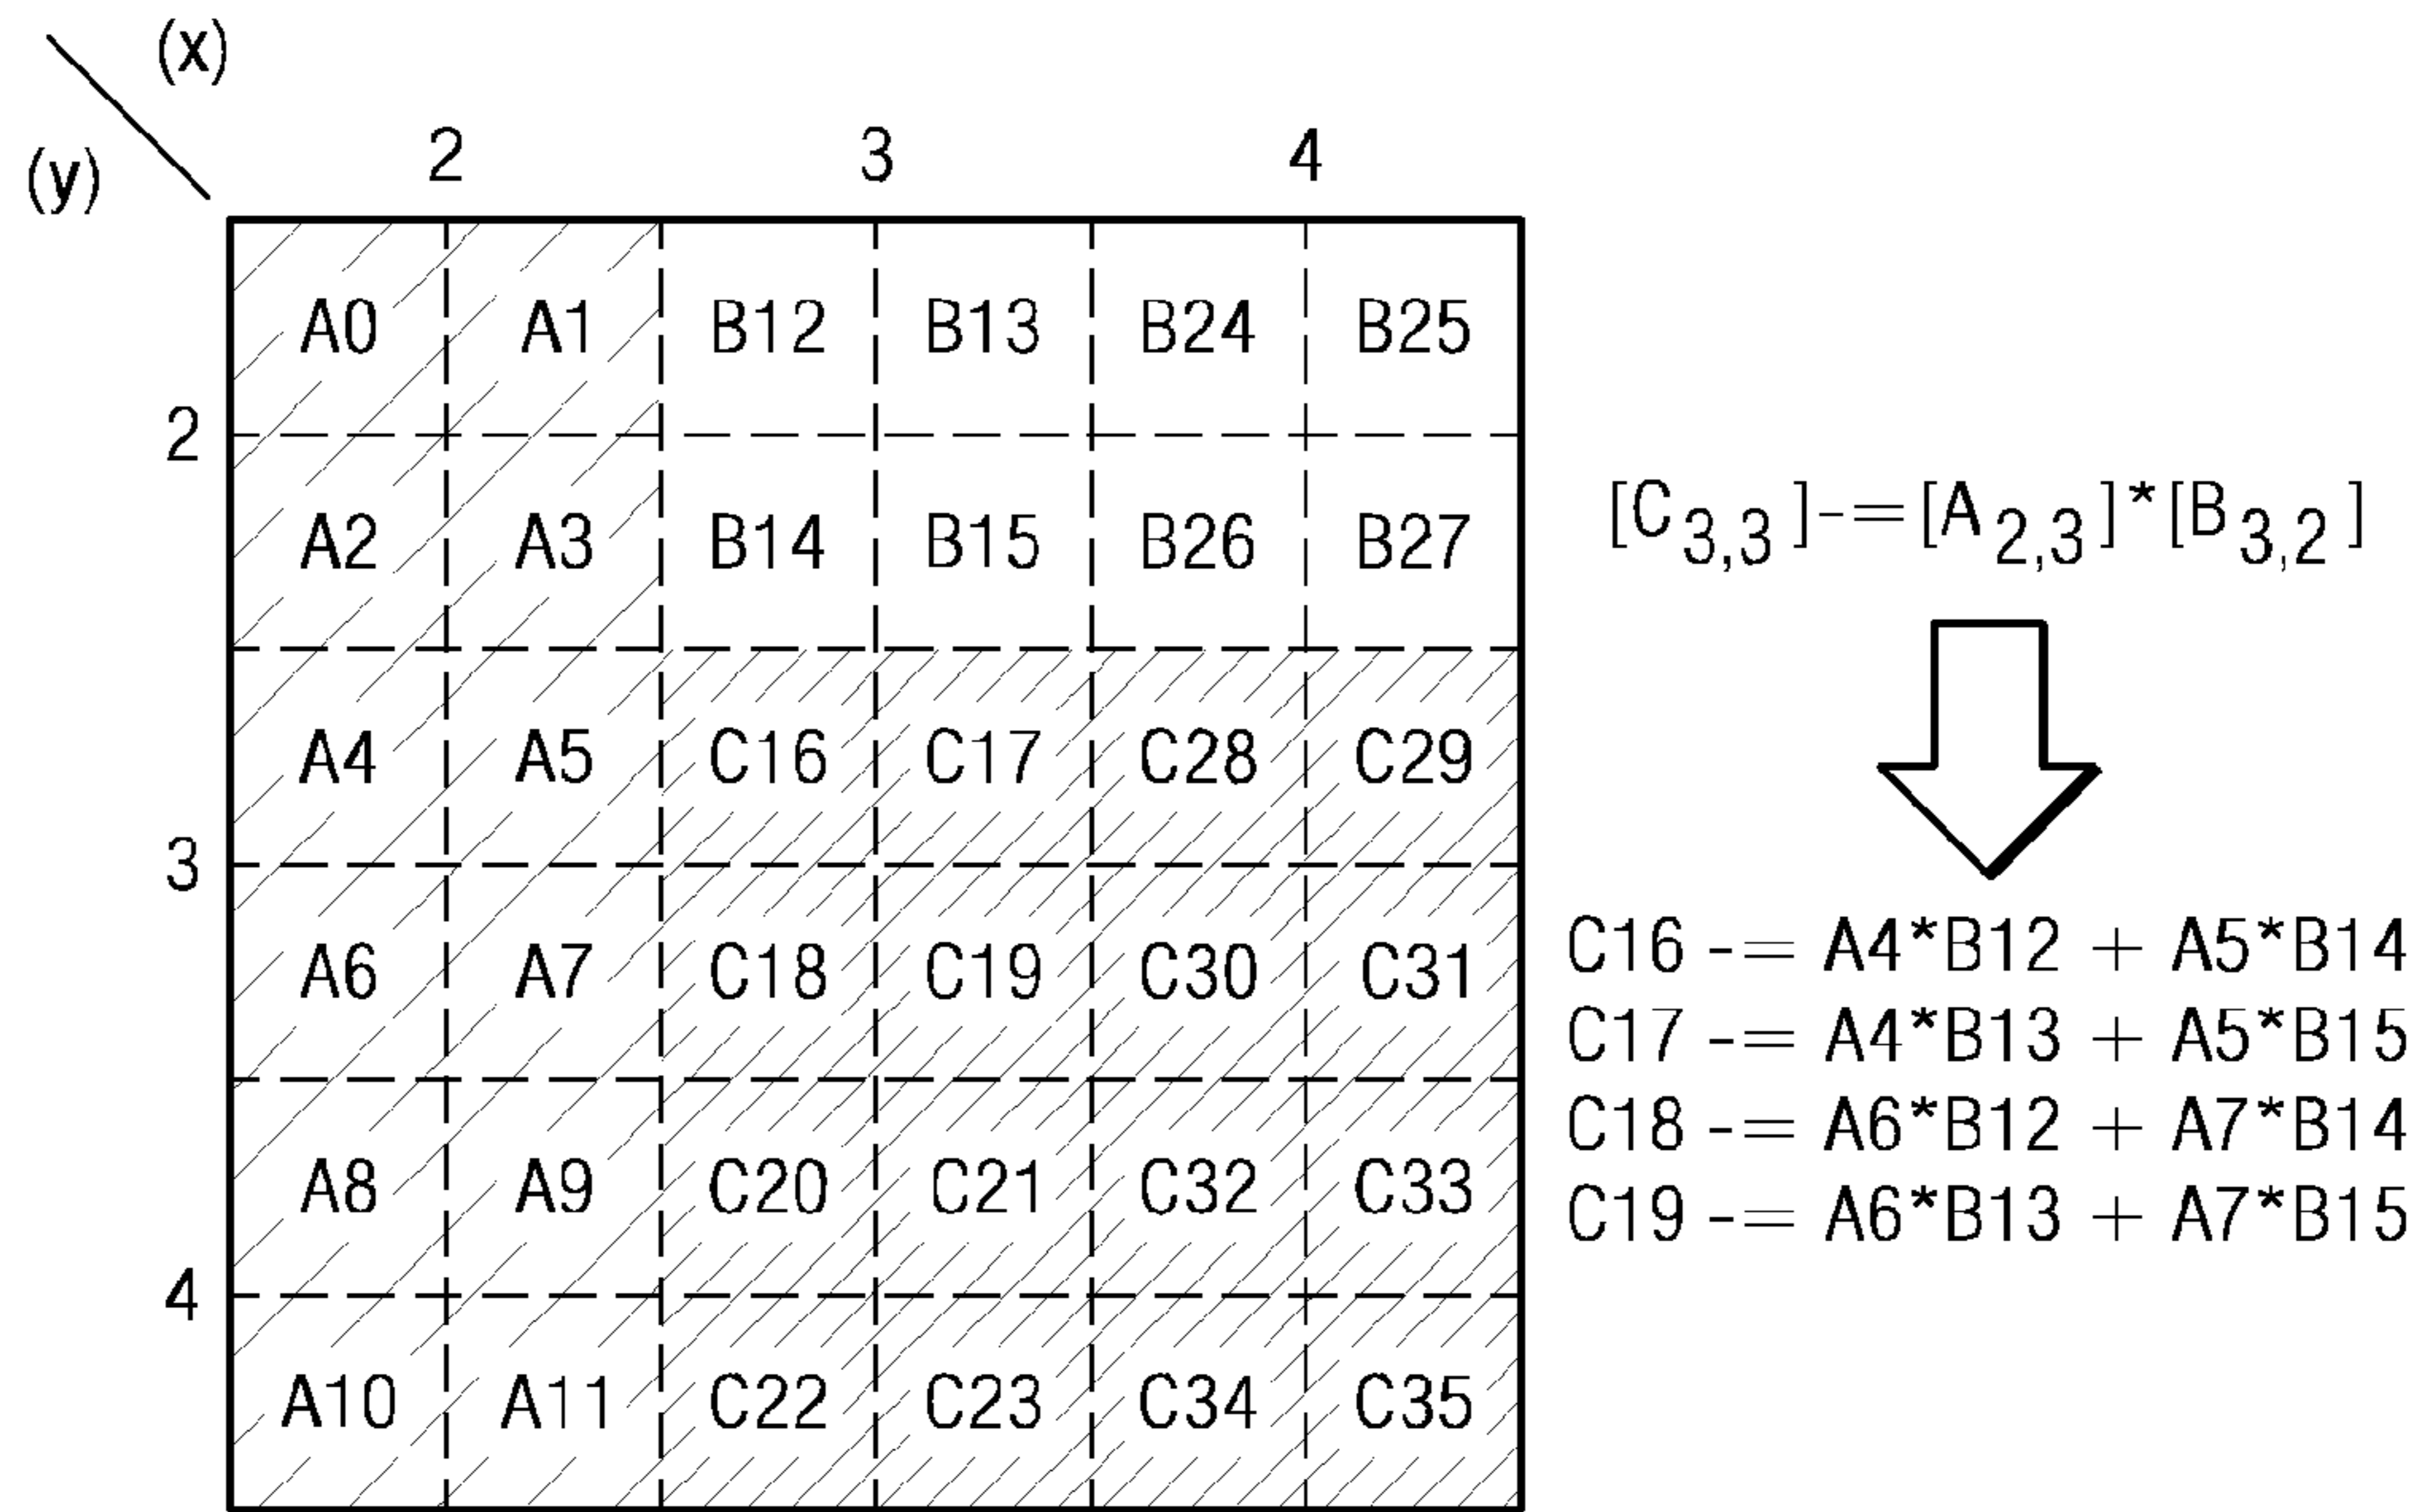 (x)
(y)
2 3 4
A0 A1 B12 B13 B24 B25
2
A2 A3 B14 B15 B26 B27
[C 3,3 ]-=[A 2,3 ]*[B 3,2 ]
A4 A5 C16 C17 C28 C29
3
A6 A7 C18 C19 C30 C31
A8 A9 C20 C21 C32 C33
4
A10 A11 C22 C23 C34 C35
C16 -= A4*B12 + A5*B14
C17 -= A4*B13 + A5*B15
C18 -= A6*B12 + A7*B14
C19 -= A6*B13 + A7*B15